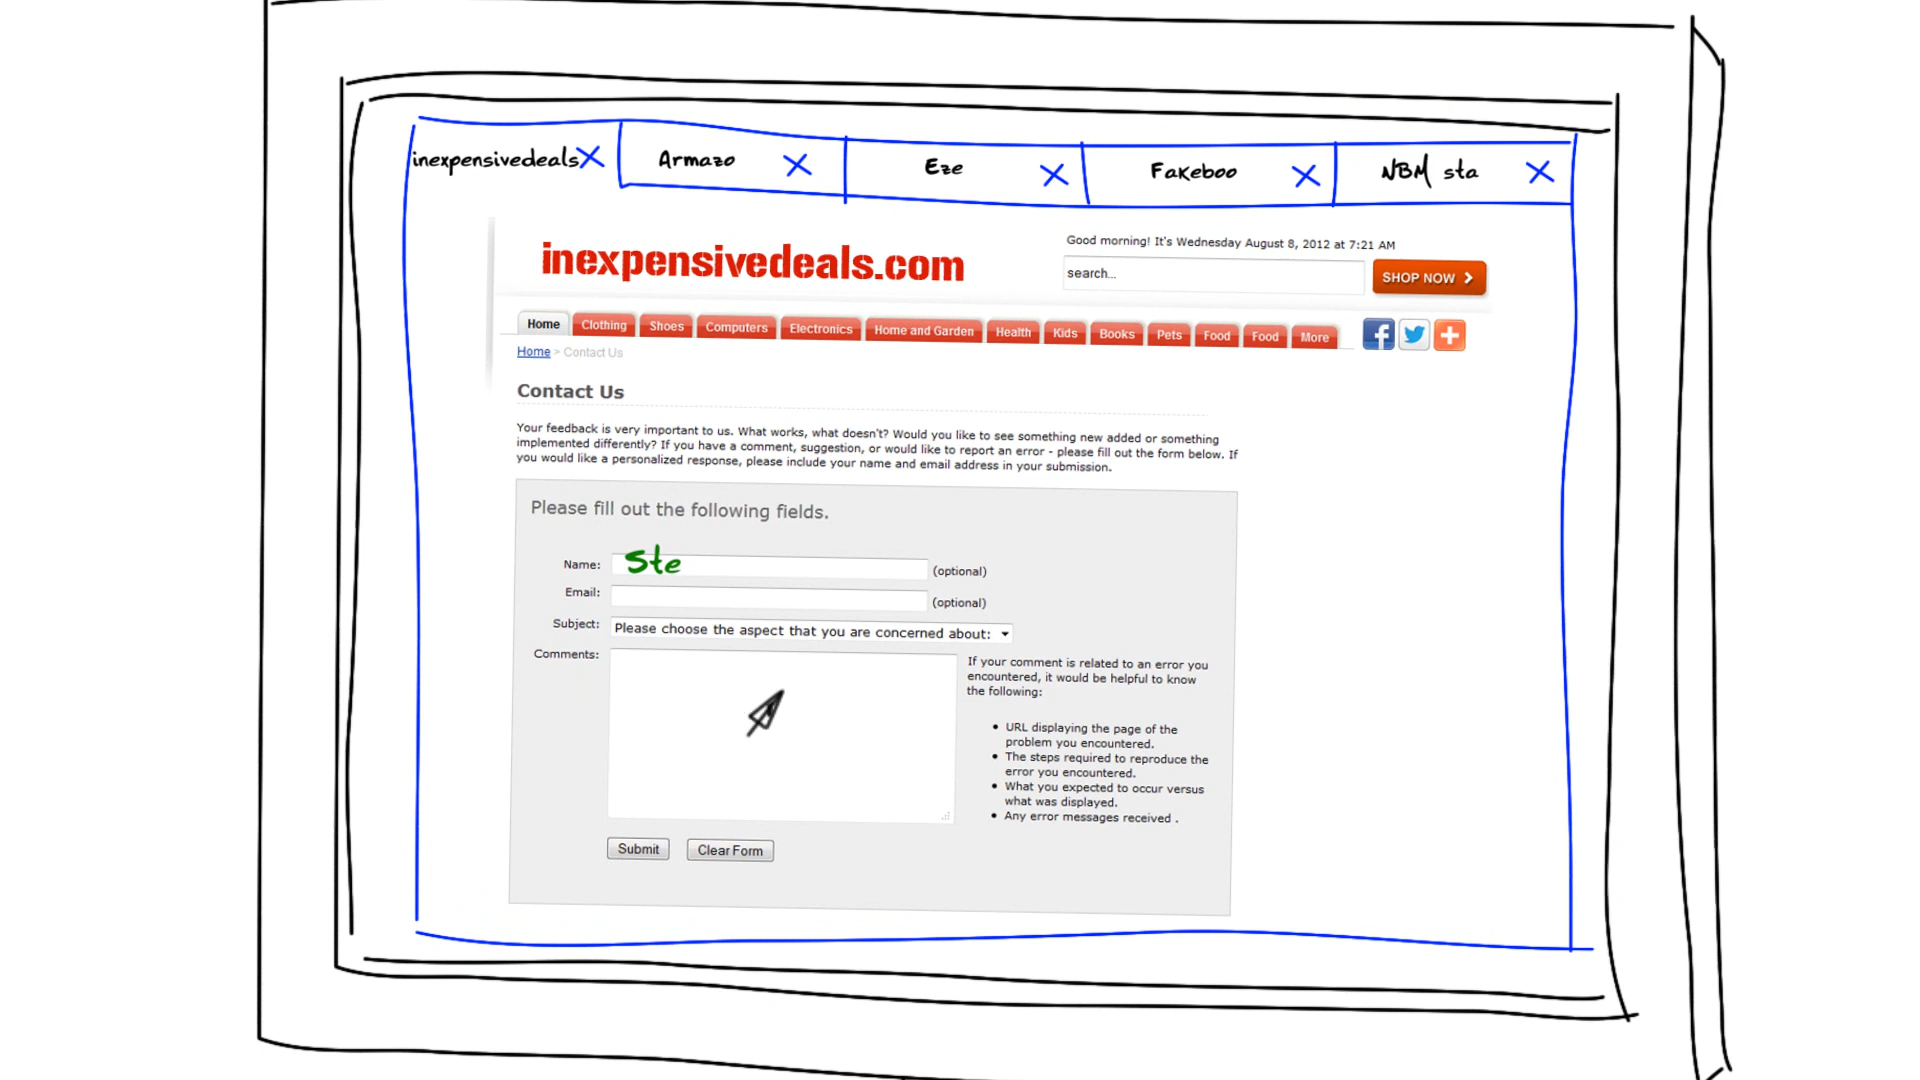 inexpensivedeals Armazo Eze Fakeboo NBM sta
inexpensivedeals.com
Good morning! It's Wednesday August 8, 2012 at 7:21 AM
search...
SHOP NOW
Home Clothing Shoes Computers Electronics Home and Garden Health Kids Books Pets Food Food More
Home > Contact Us
Contact Us
Your feedback is very important to us. What works, what doesn't? Would you like to see something new added or something
implemented differently? If you have a comment, suggestion, or would like to report an error - please fill out the form below. If
you would like a personalized response, please include your name and email address in your submission.
Please fill out the following fields.
Name: Ste (optional)
Email: (optional)
Subject: Please choose the aspect that you are concerned about:
Comments:
If your comment is related to an error you
encountered, it would be helpful to know
the following:
• URL displaying the page of the
problem you encountered.
• The steps required to reproduce the
error you encountered.
• What you expected to occur versus
what was displayed.
• Any error messages received .
Submit Clear Form